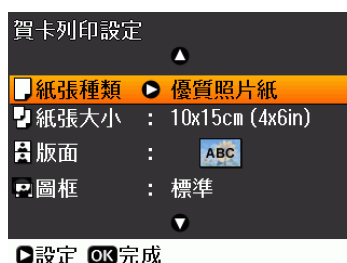 賀卡列印設定
紙張種類 優質照片紙
紙張大小 : 10x15cm (4x6in)
版面 : ABC
圖框 : 標準
設定 OK完成